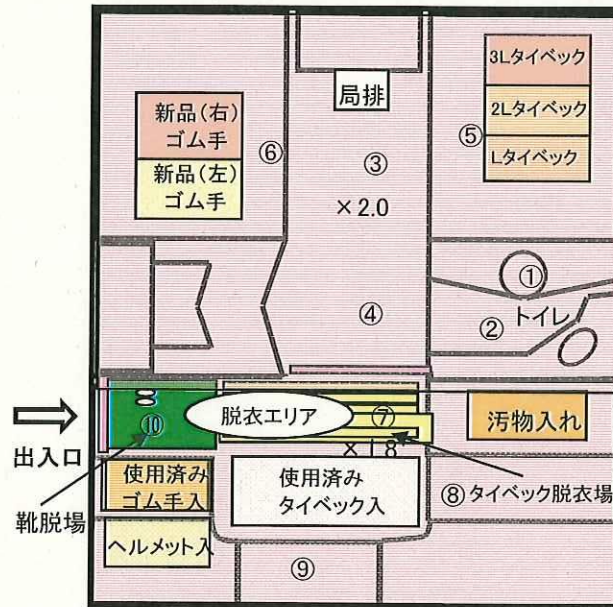 3Lタイベック
2Lタイベック
Lタイベック
⑤
新品(右)
ゴム手
新品(左)
ゴム手
⑥
局排
③
×2.0
④
①
トイレ
②
出入口
靴脱場
⑩
脱衣エリア
⑦
×1.8
汚物入れ
使用済み
ゴム手入
使用済み
タイベック入
⑧タイベック脱衣場
ヘルメット入
⑨